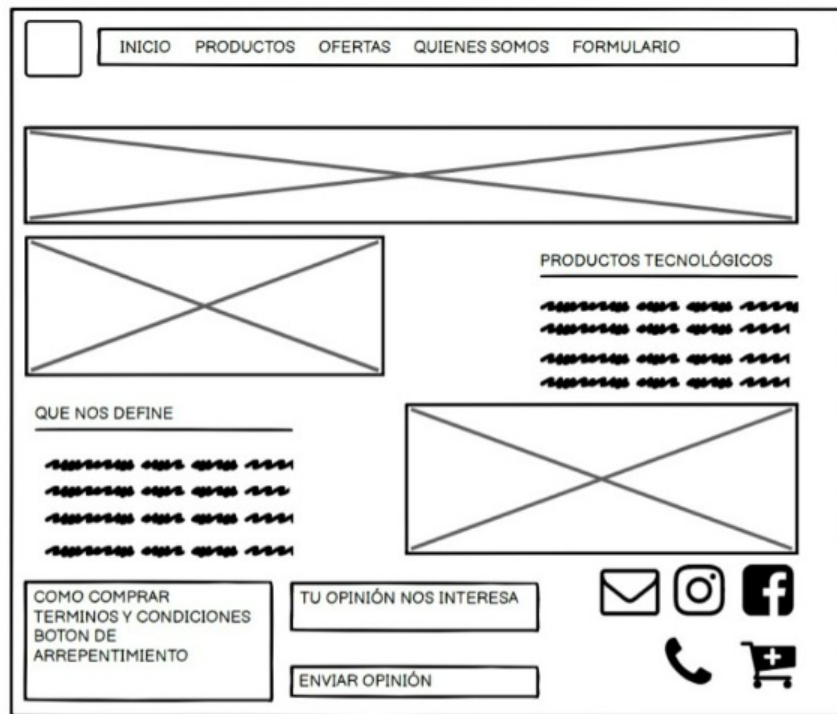 INICIO PRODUCTOS OFERTAS QUIENES SOMOS FORMULARIO
PRODUCTOS TECNOLÓGICOS
QUE NOS DEFINE
COMO COMPRAR
TERMINOS Y CONDICIONES
BOTON DE
ARREPENTIMIENTO
TU OPINIÓN NOS INTERESA
ENVIAR OPINIÓN